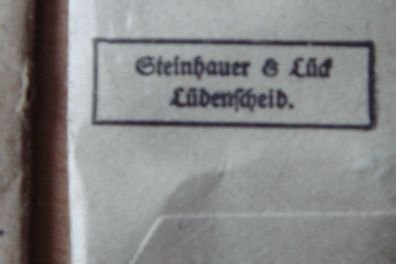 Steinhauer & Lück
Lüdenscheid.